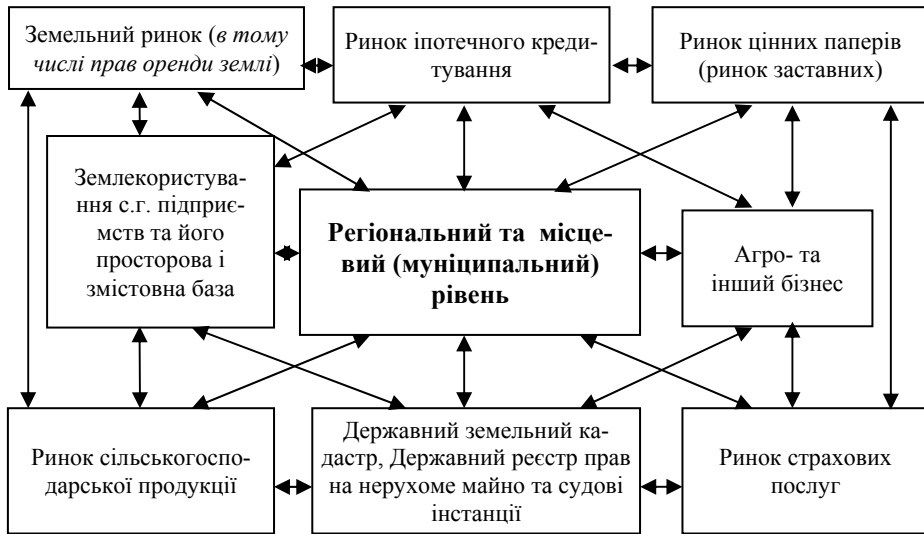 Земельний ринок (в тому
числі прав оренди землі)
Ринок іпотечного креди-
тування
Ринок цінних паперів
(ринок заставних)
Землекористува-
ння с.г. підприє-
мств та його
просторова і
змістовна база
Регіональний та місце-
вий (муніципальний)
рівень
Агро- та
інший бізнес
Ринок сільськогоспо-
дарської продукції
Державний земельний ка-
дастр, Державний реєстр прав
на нерухоме майно та судові
інстанції
Ринок страхових
послуг